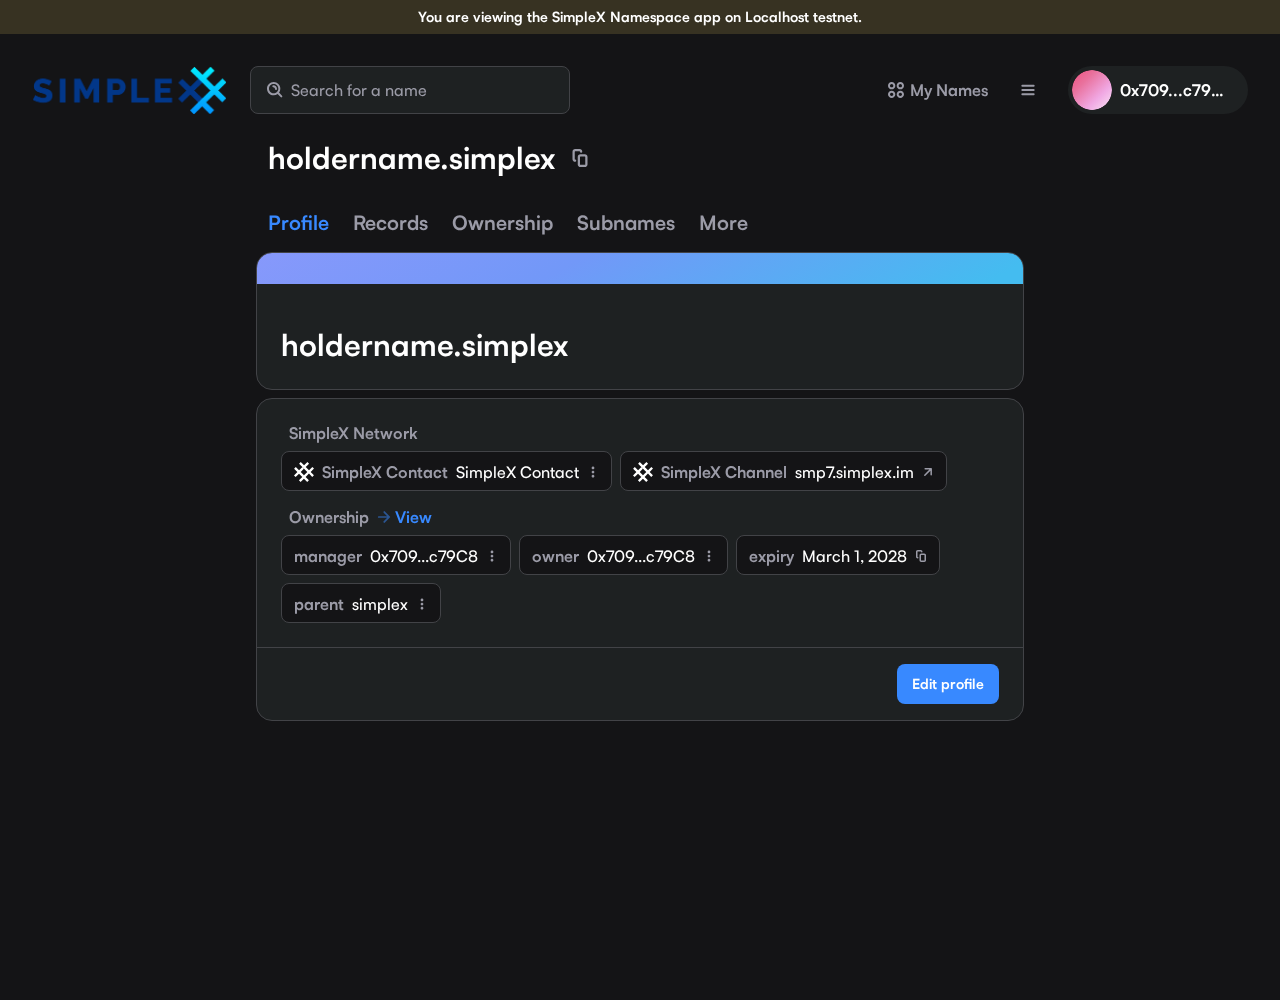 You are viewing the SimpleX Namespace app on Localhost testnet.
SIMPLEX
Search for a name
My Names
0x709...c79...
holdername.simplex
Profile Records Ownership Subnames More
holdername.simplex
SimpleX Network
SimpleX Contact SimpleX Contact SimpleX Channel smp7.simplex.im
Ownership → View
manager 0x709...c79C8 owner 0x709...c79C8 expiry March 1, 2028
parent simplex
Edit profile